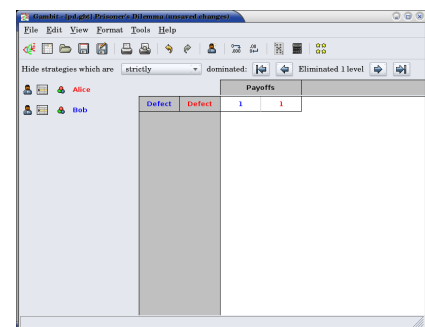 Gambit - [pd.gbt] Prisoner's Dilemma (unsaved changes)
File Edit View Format Tools Help
Hide strategies which are strictly dominated: Eliminated 1 level
Alice
Bob
Payoffs
Defect Defect 1 1